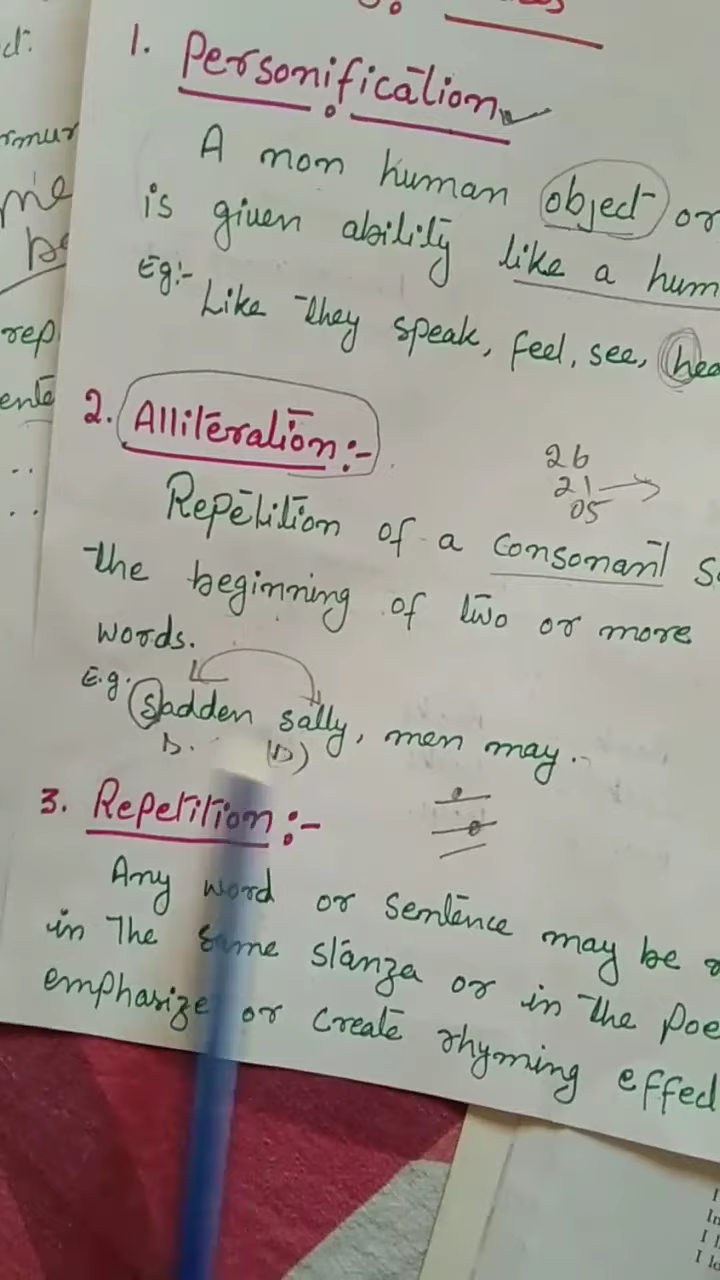 1. Personification
A non human object or
is given ability like a hum
Eg:- Like they speak, feel, see, hea
2. Alliteration:-
26
21
05
Repetition of a consonant s
the beginning of two or more
words.
E.g. Sadden sally, men may.
3. Repetition:-
Any word or sentence may be
in the same stanza or in the poe
emphasize or create rhyming effect